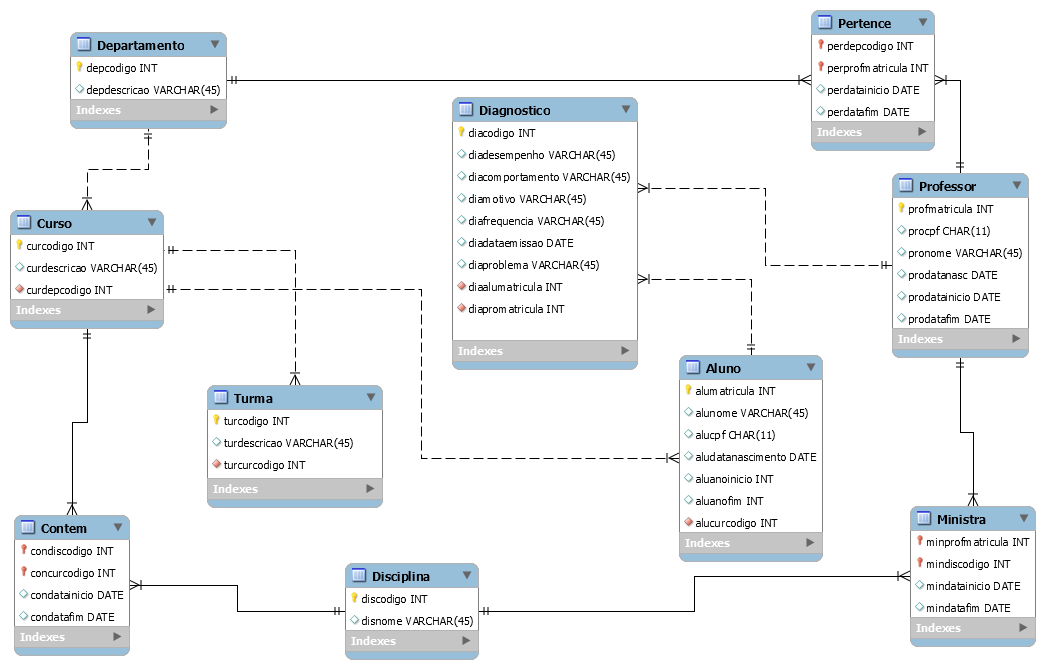 Departamento
depcodigo INT
depdescricao VARCHAR(45)
Indexes
Pertence
perdepcodigo INT
perprofmatricula INT
perdatainicio DATE
perdatafim DATE
Indexes
Diagnostico
diacodigo INT
diadesempenho VARCHAR(45)
diacomportamento VARCHAR(45)
diamotivo VARCHAR(45)
diafrequencia VARCHAR(45)
diadataemissao DATE
diaproblema VARCHAR(45)
diaalumatricula INT
diapromatricula INT
Indexes
Professor
profmatricula INT
procpf CHAR(11)
pronome VARCHAR(45)
prodatanasc DATE
prodatainicio DATE
prodatafim DATE
Indexes
Curso
curcodigo INT
curdescricao VARCHAR(45)
curdepcodigo INT
Indexes
Turma
turcodigo INT
turdescricao VARCHAR(45)
turcurcodigo INT
Indexes
Aluno
alumatricula INT
alunome VARCHAR(45)
alucpf CHAR(11)
aludatanascimento DATE
aluanoinicio INT
aluanofim INT
alucurcodigo INT
Indexes
Contem
condiscodigo INT
concurcodigo INT
condatainicio DATE
condatafim DATE
Indexes
Disciplina
discodigo INT
disnome VARCHAR(45)
Indexes
Ministra
minprofmatricula INT
mindiscodigo INT
mindatainicio DATE
mindatafim DATE
Indexes